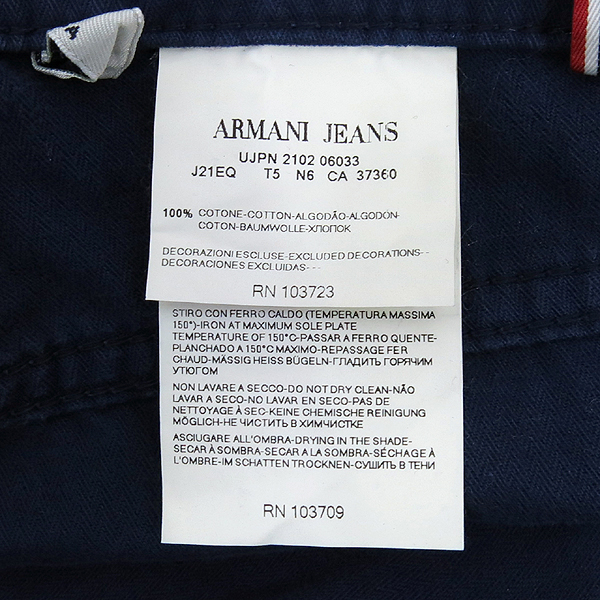 ARMANI JEANS
UJPN 2102 06033
J21EQ T5 N6 CA 37360
100% COTONE-COTTON-ALGODÃO-ALGODÓN-
COTON-BAUMWOLLE-ХЛОПОК
DECORAZIONI ESCLUSE-EXCLUDED DECORATIONS--
DECORACIONES EXCLUIDAS---
RN 103723
STIRO CON FERRO CALDO (TEMPERATURA MASSIMA
150°)-IRON AT MAXIMUM SOLE PLATE
TEMPERATURE OF 150°C-PASSAR A FERRO QUENTE-
PLANCHADO A 150°C MAXIMO-REPASSAGE FER
CHAUD-MÄSSIG HEISS BÜGELN-ГЛАДИТЬ ГОРЯЧИМ
УТЮГОМ
NON LAVARE A SECCO-DO NOT DRY CLEAN-NÃO
LAVAR A SECO-NO LAVAR EN SECO-PAS DE
NETTOYAGE À SEC-KEINE CHEMISCHE REINIGUNG
MÖGLICH-НЕ ЧИСТИТЬ В ХИМЧИСТКЕ
ASCIUGARE ALL'OMBRA-DRYING IN THE SHADE-
SECAR À SOMBRA-SECAR A LA SOMBRA-SÉCHAGE À
L'OMBRE-IM SCHATTEN TROCKNEN-СУШИТЬ В ТЕНИ
RN 103709